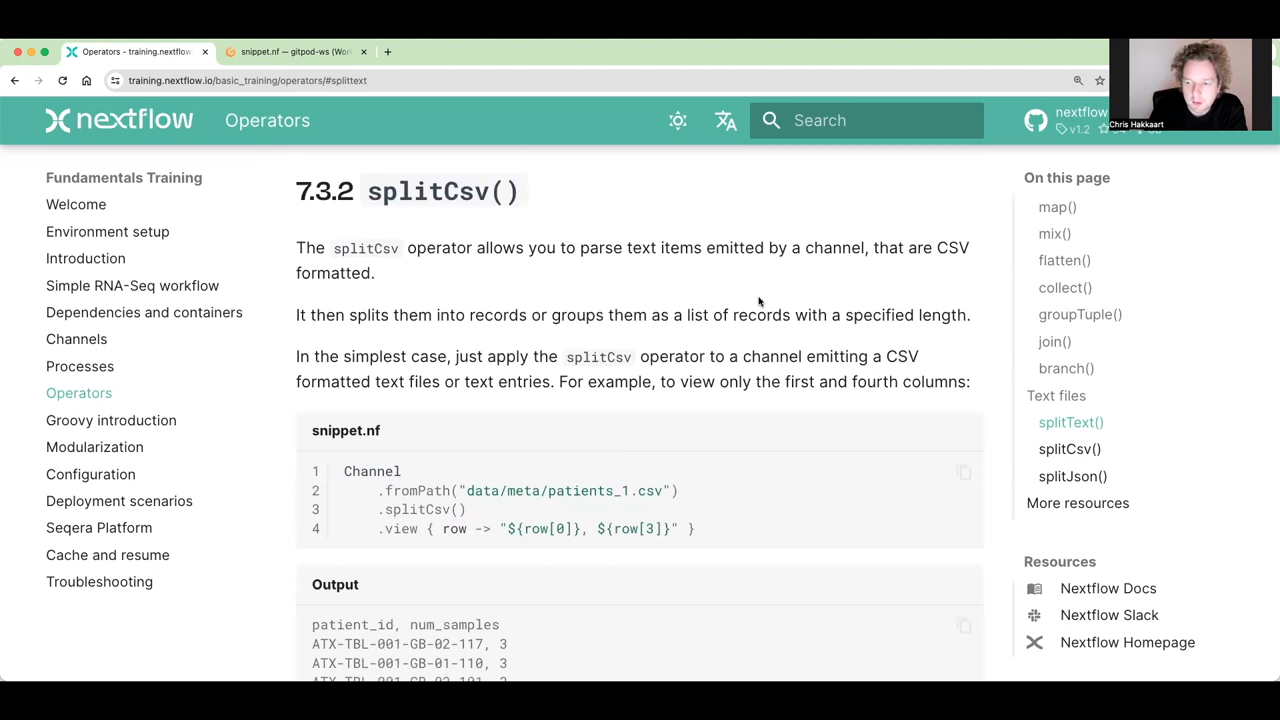 Operators - training.nextflow.
snippet.nf — gitpod-ws (Wor
training.nextflow.io/basic_training/operators/#splittext
nextflow
Operators
Search
nextflow
v1.2
Chris Hakkaart
Fundamentals Training
Welcome
Environment setup
Introduction
Simple RNA-Seq workflow
Dependencies and containers
Channels
Processes
Operators
Groovy introduction
Modularization
Configuration
Deployment scenarios
Seqera Platform
Cache and resume
Troubleshooting
7.3.2 splitCsv()
The splitCsv operator allows you to parse text items emitted by a channel, that are CSV
formatted.
It then splits them into records or groups them as a list of records with a specified length.
In the simplest case, just apply the splitCsv operator to a channel emitting a CSV
formatted text files or text entries. For example, to view only the first and fourth columns:
snippet.nf
1 Channel
2 .fromPath("data/meta/patients_1.csv")
3 .splitCsv()
4 .view { row -> "${row[0]}, ${row[3]}" }
Output
patient_id, num_samples
ATX-TBL-001-GB-02-117, 3
ATX-TBL-001-GB-01-110, 3
On this page
map()
mix()
flatten()
collect()
groupTuple()
join()
branch()
Text files
splitText()
splitCsv()
splitJson()
More resources
Resources
Nextflow Docs
Nextflow Slack
Nextflow Homepage